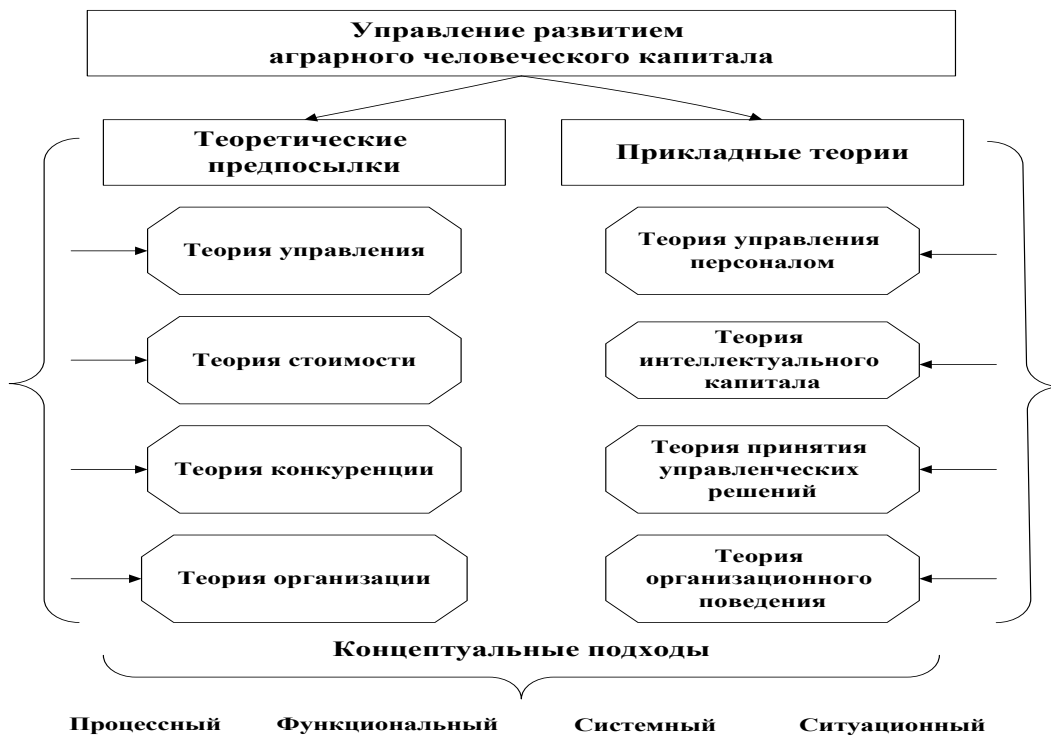 Управление развитием
аграрного человеческого капитала
Теоретические
предпосылки
Прикладные теории
Теория управления
Теория управления
персоналом
Теория стоимости
Теория
интеллектуального
капитала
Теория конкуренции
Теория принятия
управленческих
решений
Теория организации
Теория
организационного
поведения
Концептуальные подходы
Процессный Функциональный Системный Ситуационный